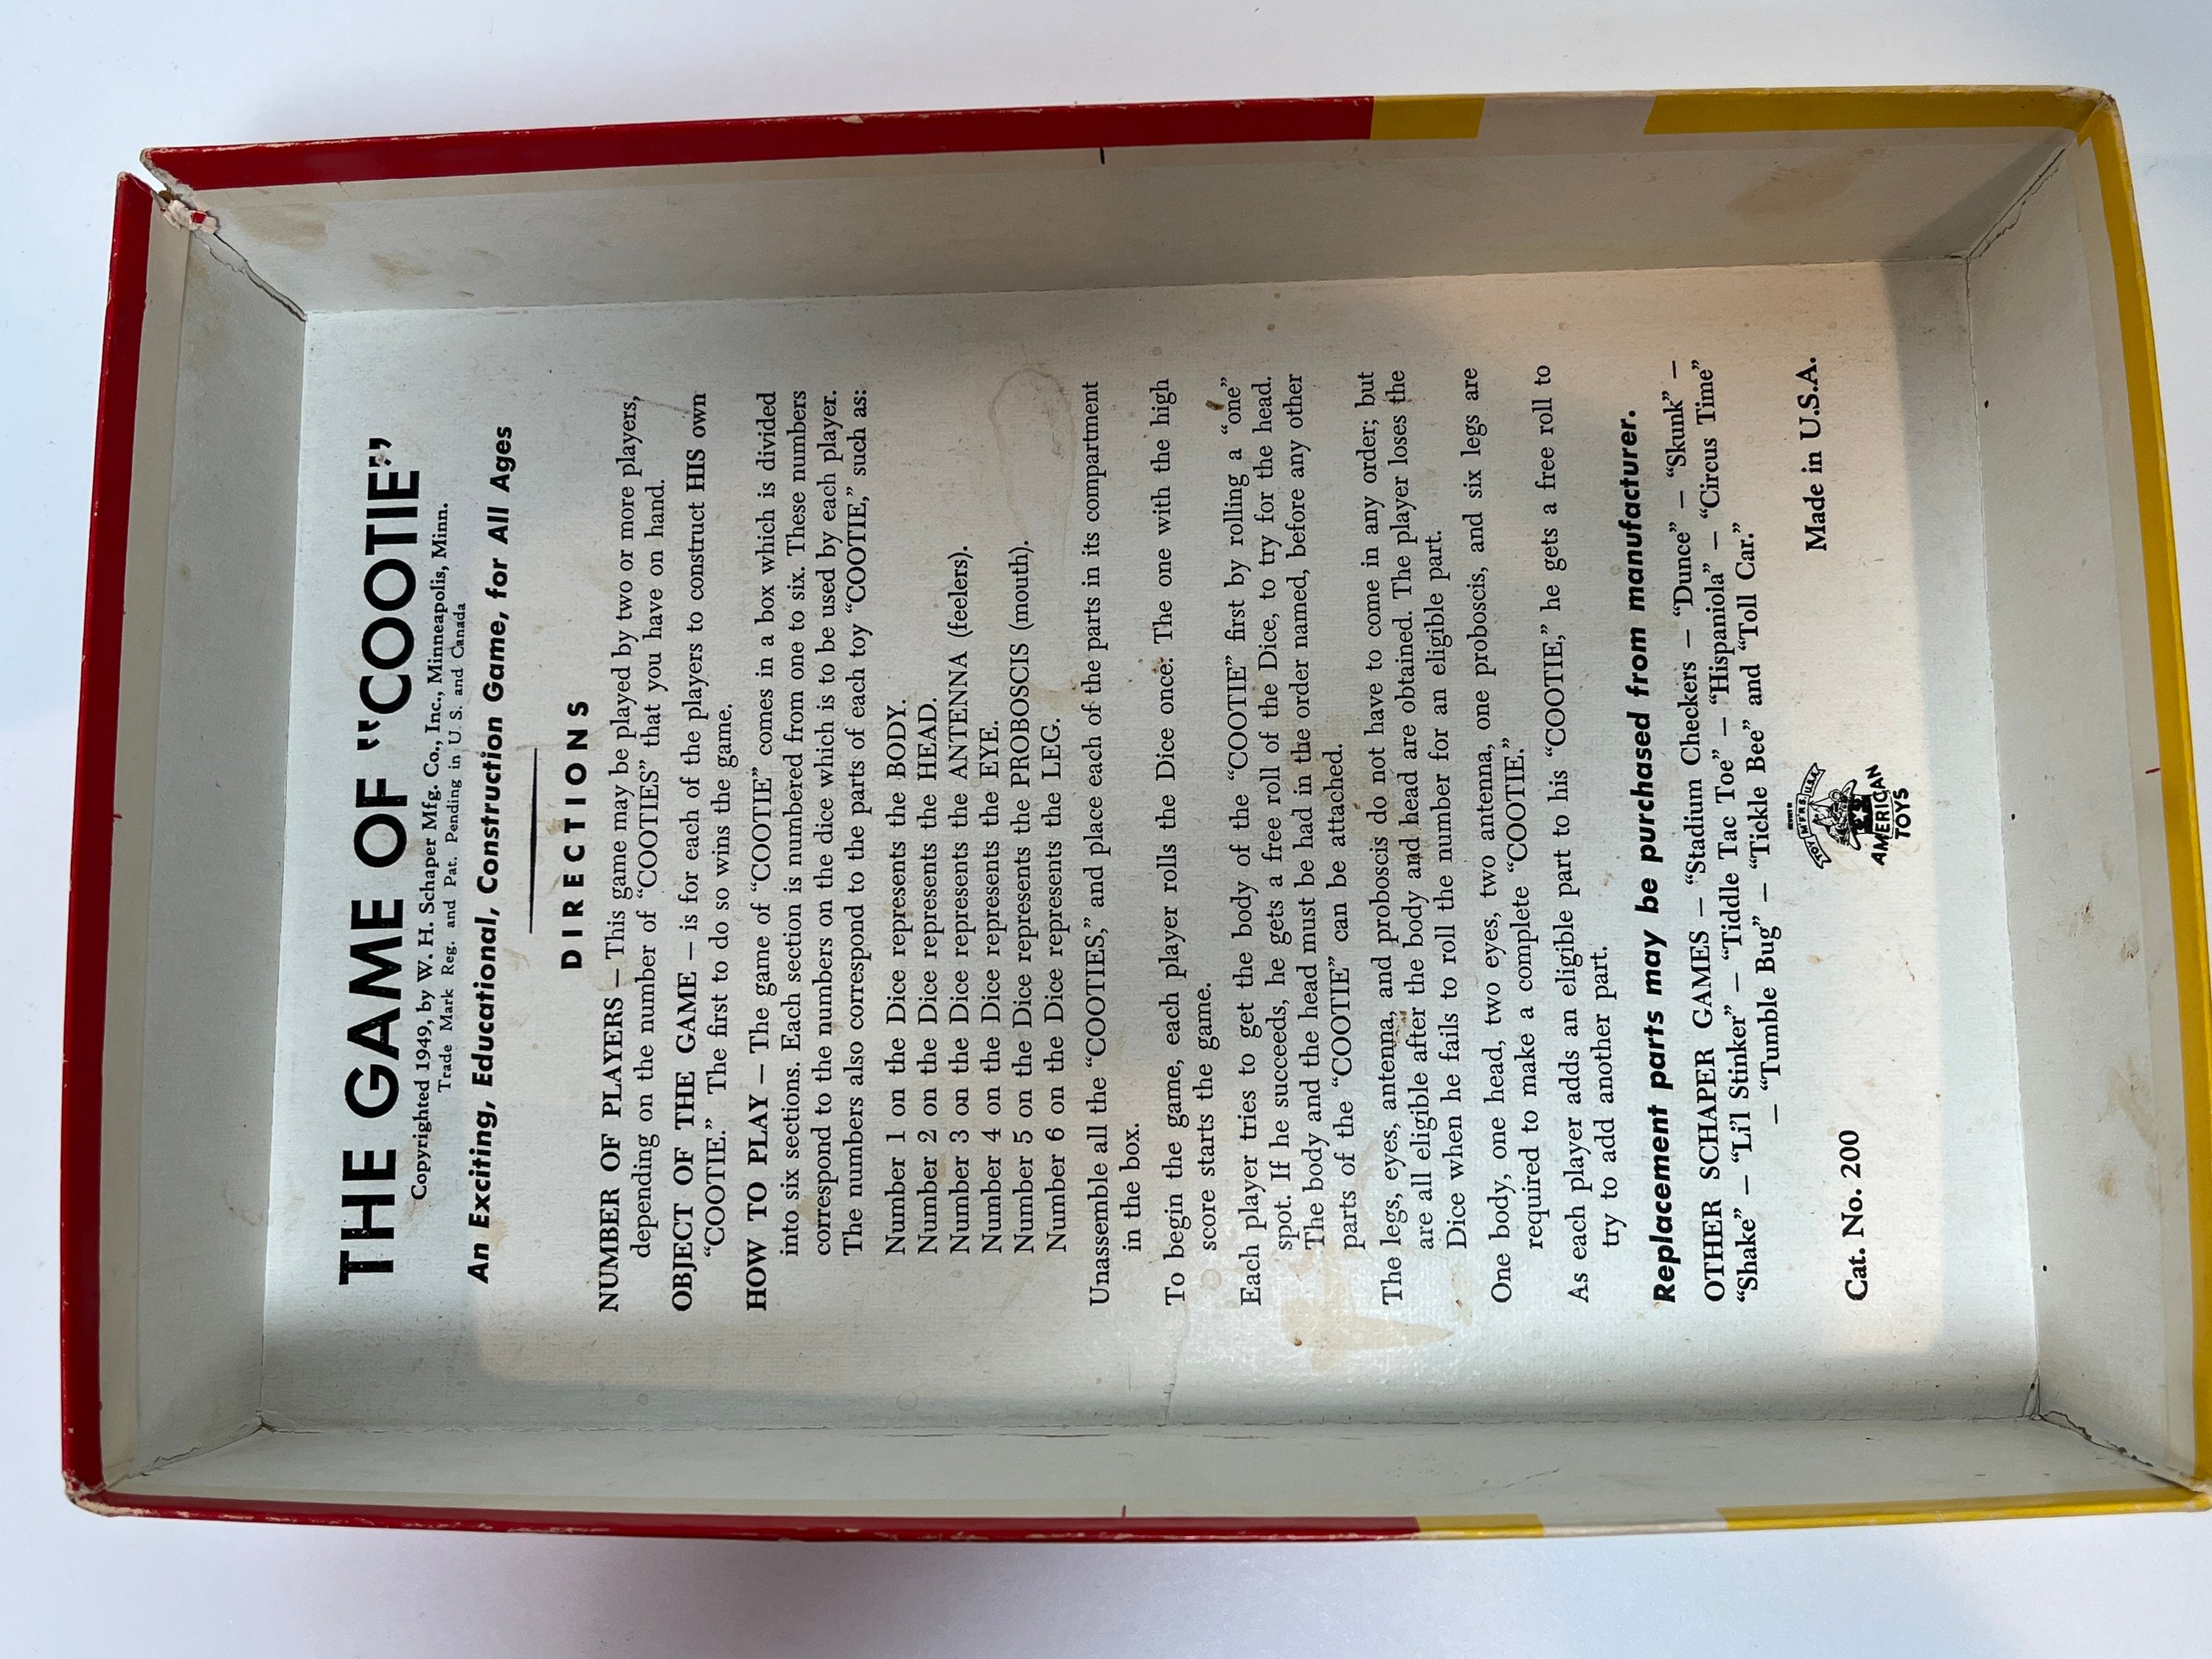 THE GAME OF "COOTIE"
Copyrighted 1949, by W. H. Schaper Mfg. Co., Inc., Minneapolis, Minn.
Trade Mark Reg. and Pat. Pending in U. S. and Canada
An Exciting, Educational, Construction Game, for All Ages
DIRECTIONS
NUMBER OF PLAYERS — This game may be played by two or more players,
depending on the number of “COOTIES” that you have on hand.
OBJECT OF THE GAME — is for each of the players to construct HIS own
“COOTIE.” The first to do so wins the game.
HOW TO PLAY — The game of “COOTIE” comes in a box which is divided
into six sections. Each section is numbered from one to six. These numbers
correspond to the numbers on the dice which is to be used by each player.
The numbers also correspond to the parts of each toy “COOTIE,” such as:
Number 1 on the Dice represents the BODY.
Number 2 on the Dice represents the HEAD.
Number 3 on the Dice represents the ANTENNA (feelers).
Number 4 on the Dice represents the EYE.
Number 5 on the Dice represents the PROBOSCIS (mouth).
Number 6 on the Dice represents the LEG.
Unassemble all the “COOTIES,” and place each of the parts in its compartment
in the box.
To begin the game, each player rolls the Dice once. The one with the high
score starts the game.
Each player tries to get the body of the “COOTIE” first by rolling a “one”
spot. If he succeeds, he gets a free roll of the Dice, to try for the head.
The body and the head must be had in the order named, before any other
parts of the “COOTIE” can be attached.
The legs, eyes, antenna, and proboscis do not have to come in any order; but
are all eligible after the body and head are obtained. The player loses the
Dice when he fails to roll the number for an eligible part.
One body, one head, two eyes, two antenna, one proboscis, and six legs are
required to make a complete “COOTIE.”
As each player adds an eligible part to his “COOTIE,” he gets a free roll to
try to add another part.
Replacement parts may be purchased from manufacturer.
OTHER SCHAPER GAMES — “Stadium Checkers — “Dunce” — “Skunk” —
“Shake” — “Li'l Stinker” — “Tiddle Tac Toe” — “Hispaniola” — “Circus Time”
— “Tumble Bug” — “Tickle Bee” and “Toll Car.”
Cat. No. 200
TOY MFRS. U.S.A.
AMERICAN
TOYS
Made in U.S.A.